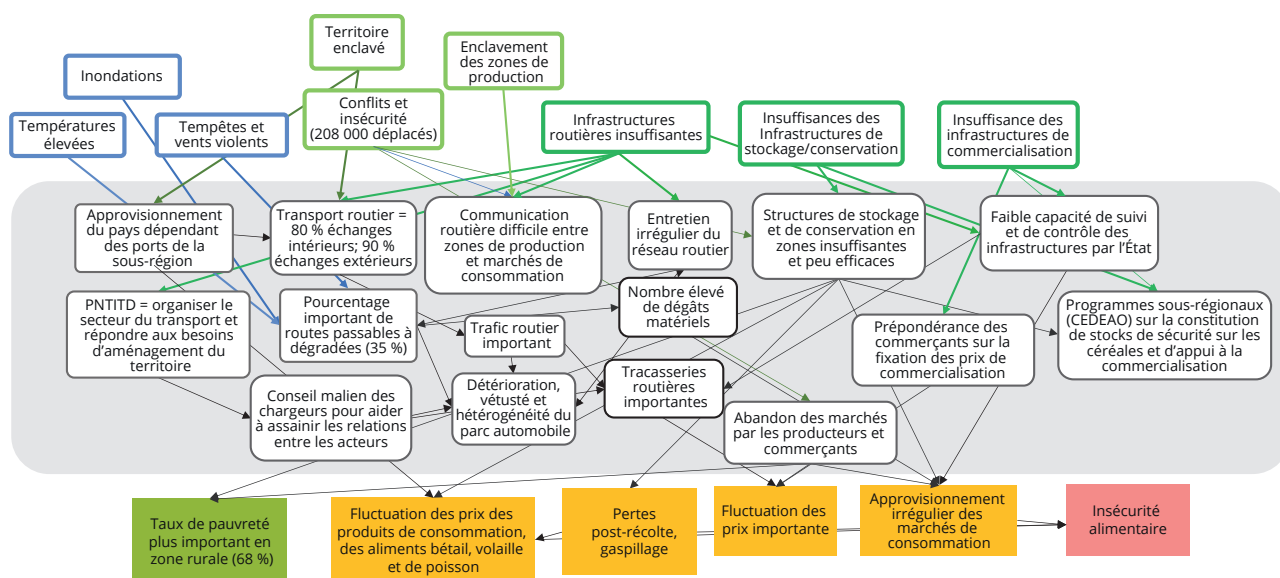 Territoire
enclavé
Enclavement
des zones de
production
Inondations
Conflits et
insécurité
(208 000 déplacés)
Températures
élevées
Tempêtes et
vents violents
Infrastructures
routières insuffisantes
Insuffisances des
Infrastructures de
stockage/conservation
Insuffisance des
infrastructures de
commercialisation
Approvisionnement
du pays dépendant
des ports de la
sous-région
Transport routier =
80 % échanges
intérieurs; 90 %
échanges extérieurs
Communication
routière difficile entre
zones de production
et marchés de
consommation
Entretien
irrégulier du
réseau routier
Structures de stockage
et de conservation en
zones insuffisantes
et peu efficaces
Faible capacité de suivi
et de contrôle des
infrastructures par l’État
PNTITD = organiser le
secteur du transport et
répondre aux besoins
d’aménagement du
territoire
Pourcentage
important de
routes passables à
dégradées (35 %)
Trafic routier
important
Nombre élevé
de dégâts
matériels
Prépondérance des
commerçants sur la
fixation des prix de
commercialisation
Programmes sous-régionaux
(CEDEAO) sur la constitution
de stocks de sécurité sur les
céréales et d’appui à la
commercialisation
Conseil malien des
chargeurs pour aider
à assainir les relations
entre les acteurs
Détérioration,
vétusté et
hétérogénéité du
parc automobile
Tracasseries
routières
importantes
Abandon des marchés
par les producteurs et
commerçants
Taux de pauvreté
plus important en
zone rurale (68 %)
Fluctuation des prix des
produits de consommation,
des aliments bétail, volaille
et de poisson
Pertes
post-récolte,
gaspillage
Fluctuation des
prix importante
Approvisionnement
irrégulier des
marchés de
consommation
Insécurité
alimentaire